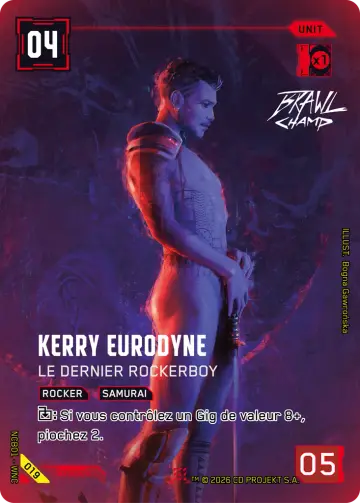 04
UNIT
x1
BRAWL
CHAMP
ILLUST. Bogna Gawrońska
KERRY EURODYNE
LE DERNIER ROCKERBOY
ROCKER SAMURAI
: Si vous contrôlez un Gig de valeur 8+,
piochez 2.
019
™ © 2026 CD PROJEKT S.A.
05